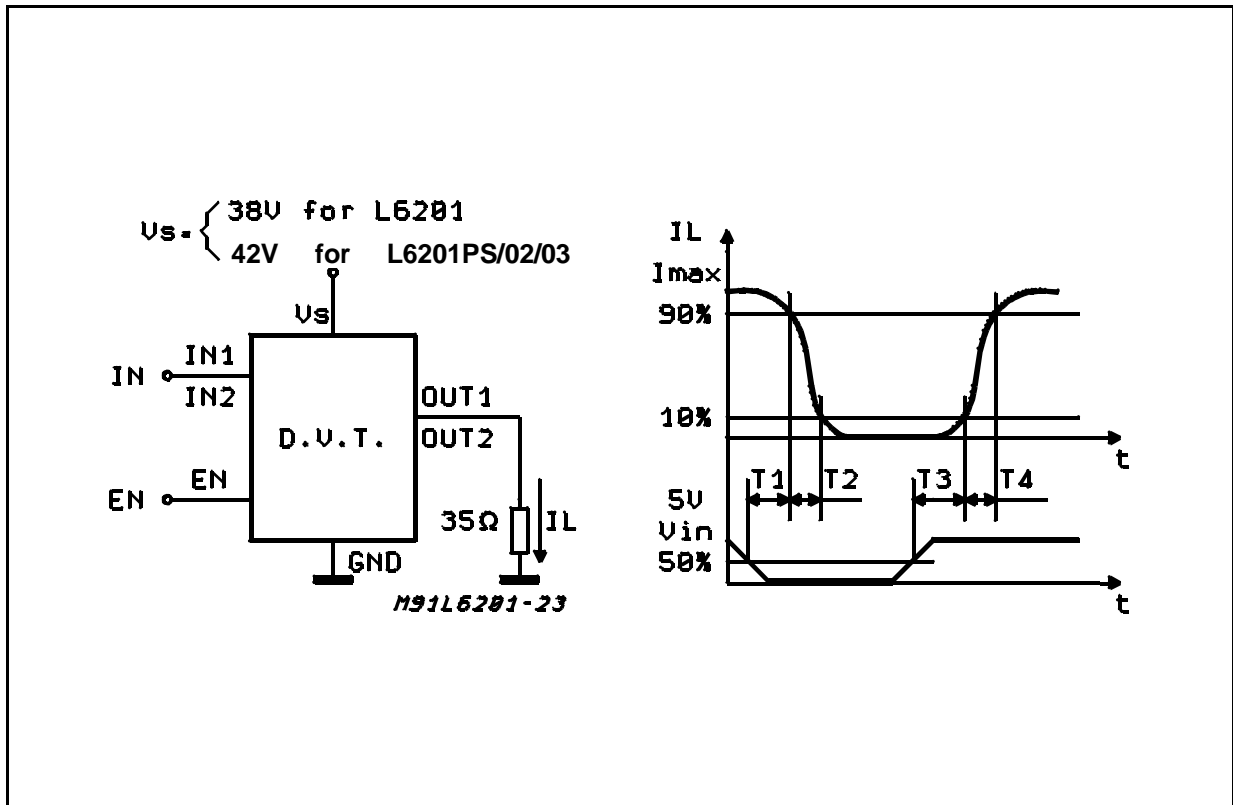 Vs= 38V for L6201
42V for L6201PS/02/03
Vs
IN
IN1
IN2
EN
EN
D.U.T.
OUT1
OUT2
35Ω
IL
GND
M91L6201-23
IL
Imax
90%
10%
t
T1
T2
T3
T4
5V
Vin
50%
t